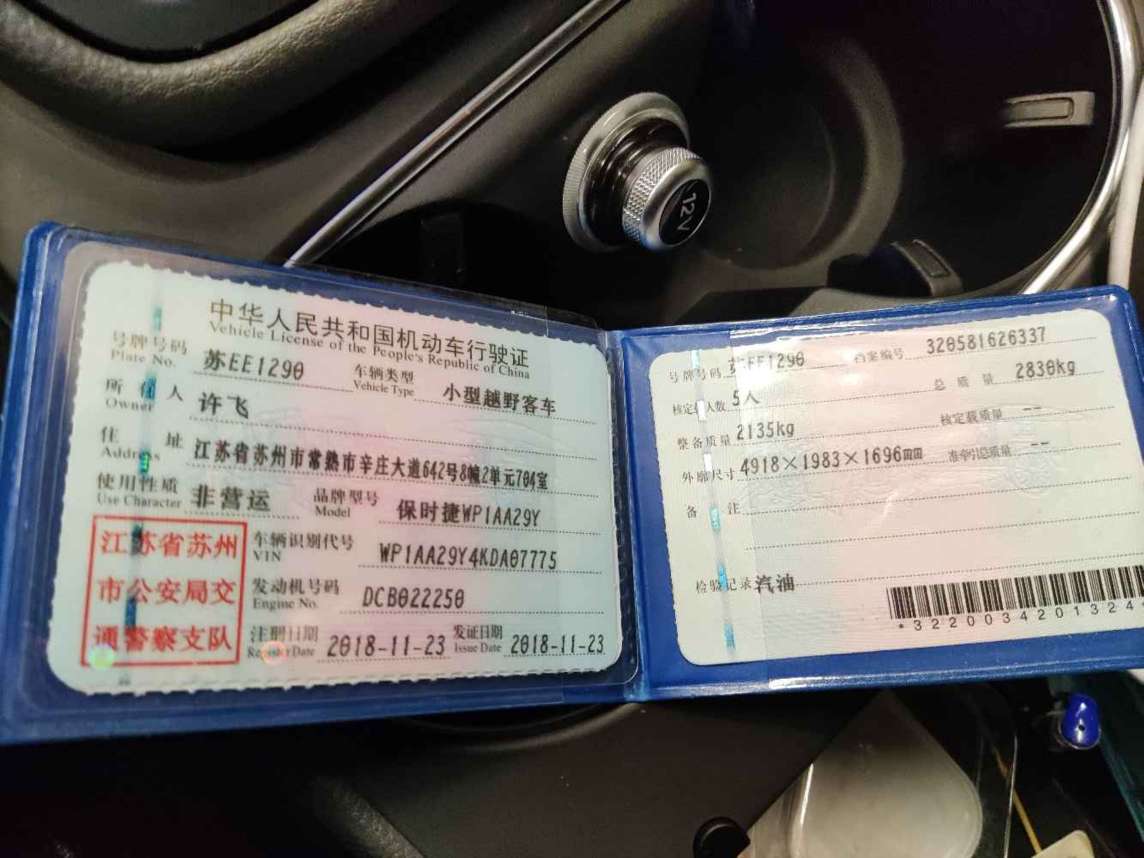 12V
中华人民共和国机动车行驶证
Vehicle License of the People's Republic of China
号牌号码 苏EE1290 车辆类型 小型越野客车
Plate No. Vehicle Type
所有人 许飞
Owner
住址 江苏省苏州市常熟市辛庄大道642号8幢2单元704室
Address
使用性质 非营运 品牌型号 保时捷WP1AA29Y
Use Character Model
江苏省苏州
市公安局交
通警察支队
车辆识别代号 WP1AA29Y4KDA07775
VIN
发动机号码 DCB022250
Engine No.
注册日期 2018-11-23 发证日期 2018-11-23
Register Date Issue Date
号牌号码 苏EE1290 档案编号 320581626337
核定载人数 5人 总质量 2830kg
整备质量 2135kg 核定载质量 --
外廓尺寸 4918×1983×1696mm 准牵引总质量 --
备注
检验记录 汽油
*3220034201324